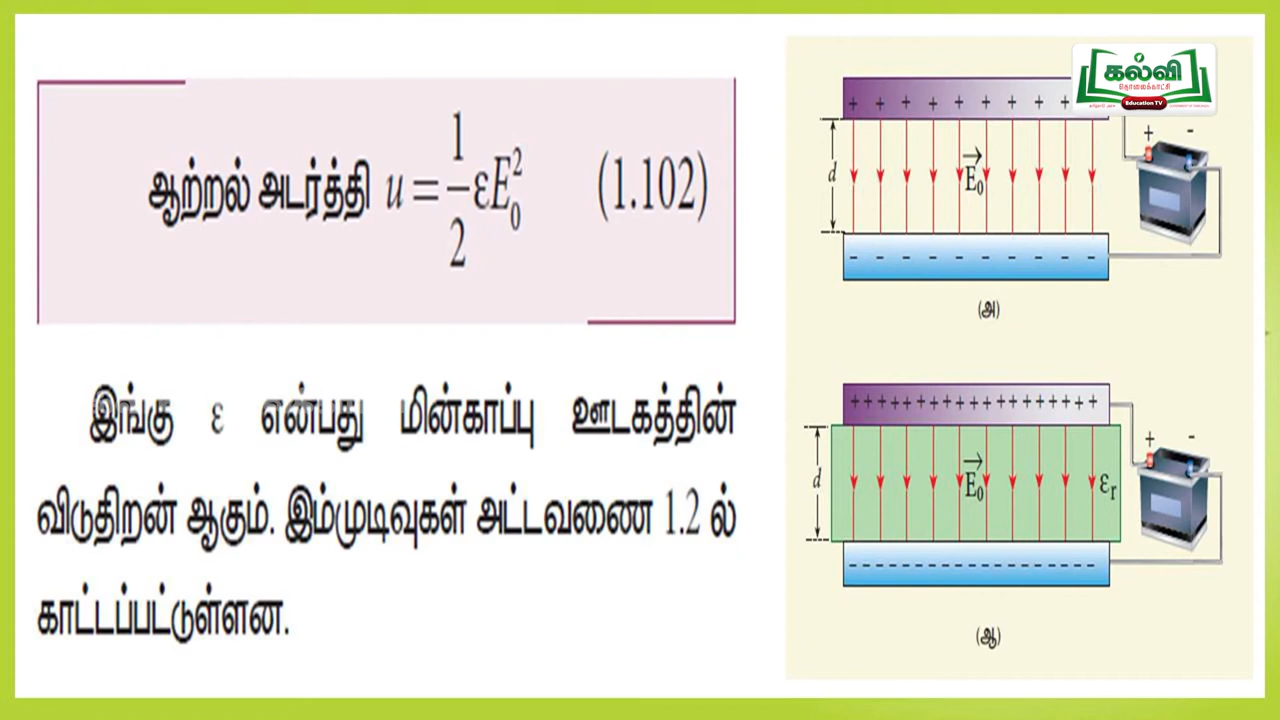 ஆற்றல் அடர்த்தி u = 1/2 εE₀² (1.102)
இங்கு ε என்பது மின்காப்பு ஊடகத்தின்
விடுதிறன் ஆகும். இம்முடிவுகள் அட்டவணை 1.2 ல்
காட்டப்பட்டுள்ளன.
கல்வி
தொலைக்காட்சி
Education TV
+ + + + + + + + +
d
E₀
+ -
- - - - - - - - - -
(அ)
+ + + + + + + + + + + + + + + + + + +
d
E₀
εr
+ -
- - - - - - - - - - - - - - - - - - - -
(ஆ)